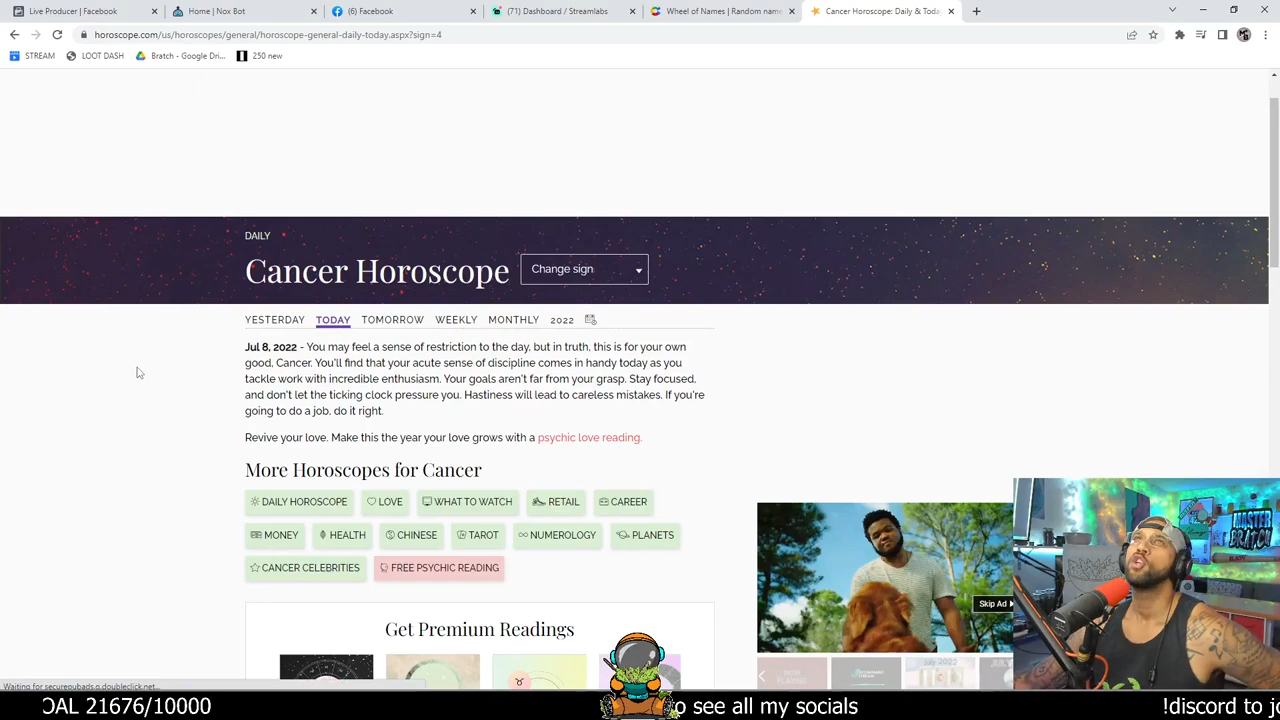 Live Producer | Facebook
Home | Nox Bot
(6) Facebook
(71) Dashboard / Streamlabs
Wheel of Names | Random name
Cancer Horoscope: Daily & Toda
horoscope.com/us/horoscopes/general/horoscope-general-daily-today.aspx?sign=4
STREAM
LOOT DASH
Bratch - Google Dri...
250 new
DAILY
Cancer Horoscope
Change sign
YESTERDAY TODAY TOMORROW WEEKLY MONTHLY 2022
Jul 8, 2022 - You may feel a sense of restriction to the day, but in truth, this is for your own
good, Cancer. You'll find that your acute sense of discipline comes in handy today as you
tackle work with incredible enthusiasm. Your goals aren't far from your grasp. Stay focused,
and don't let the ticking clock pressure you. Hastiness will lead to careless mistakes. If you're
going to do a job, do it right.
Revive your love. Make this the year your love grows with a psychic love reading.
More Horoscopes for Cancer
DAILY HOROSCOPE LOVE WHAT TO WATCH RETAIL CAREER
MONEY HEALTH CHINESE TAROT NUMEROLOGY PLANETS
CANCER CELEBRITIES FREE PSYCHIC READING
Get Premium Readings
Skip Ad
NOW
PLAYING
July 2022
MASTER
BRATCH
Waiting for securepubads.g.doubleclick.net...
OAL 21676/10000
to see all my socials
!discord to jo